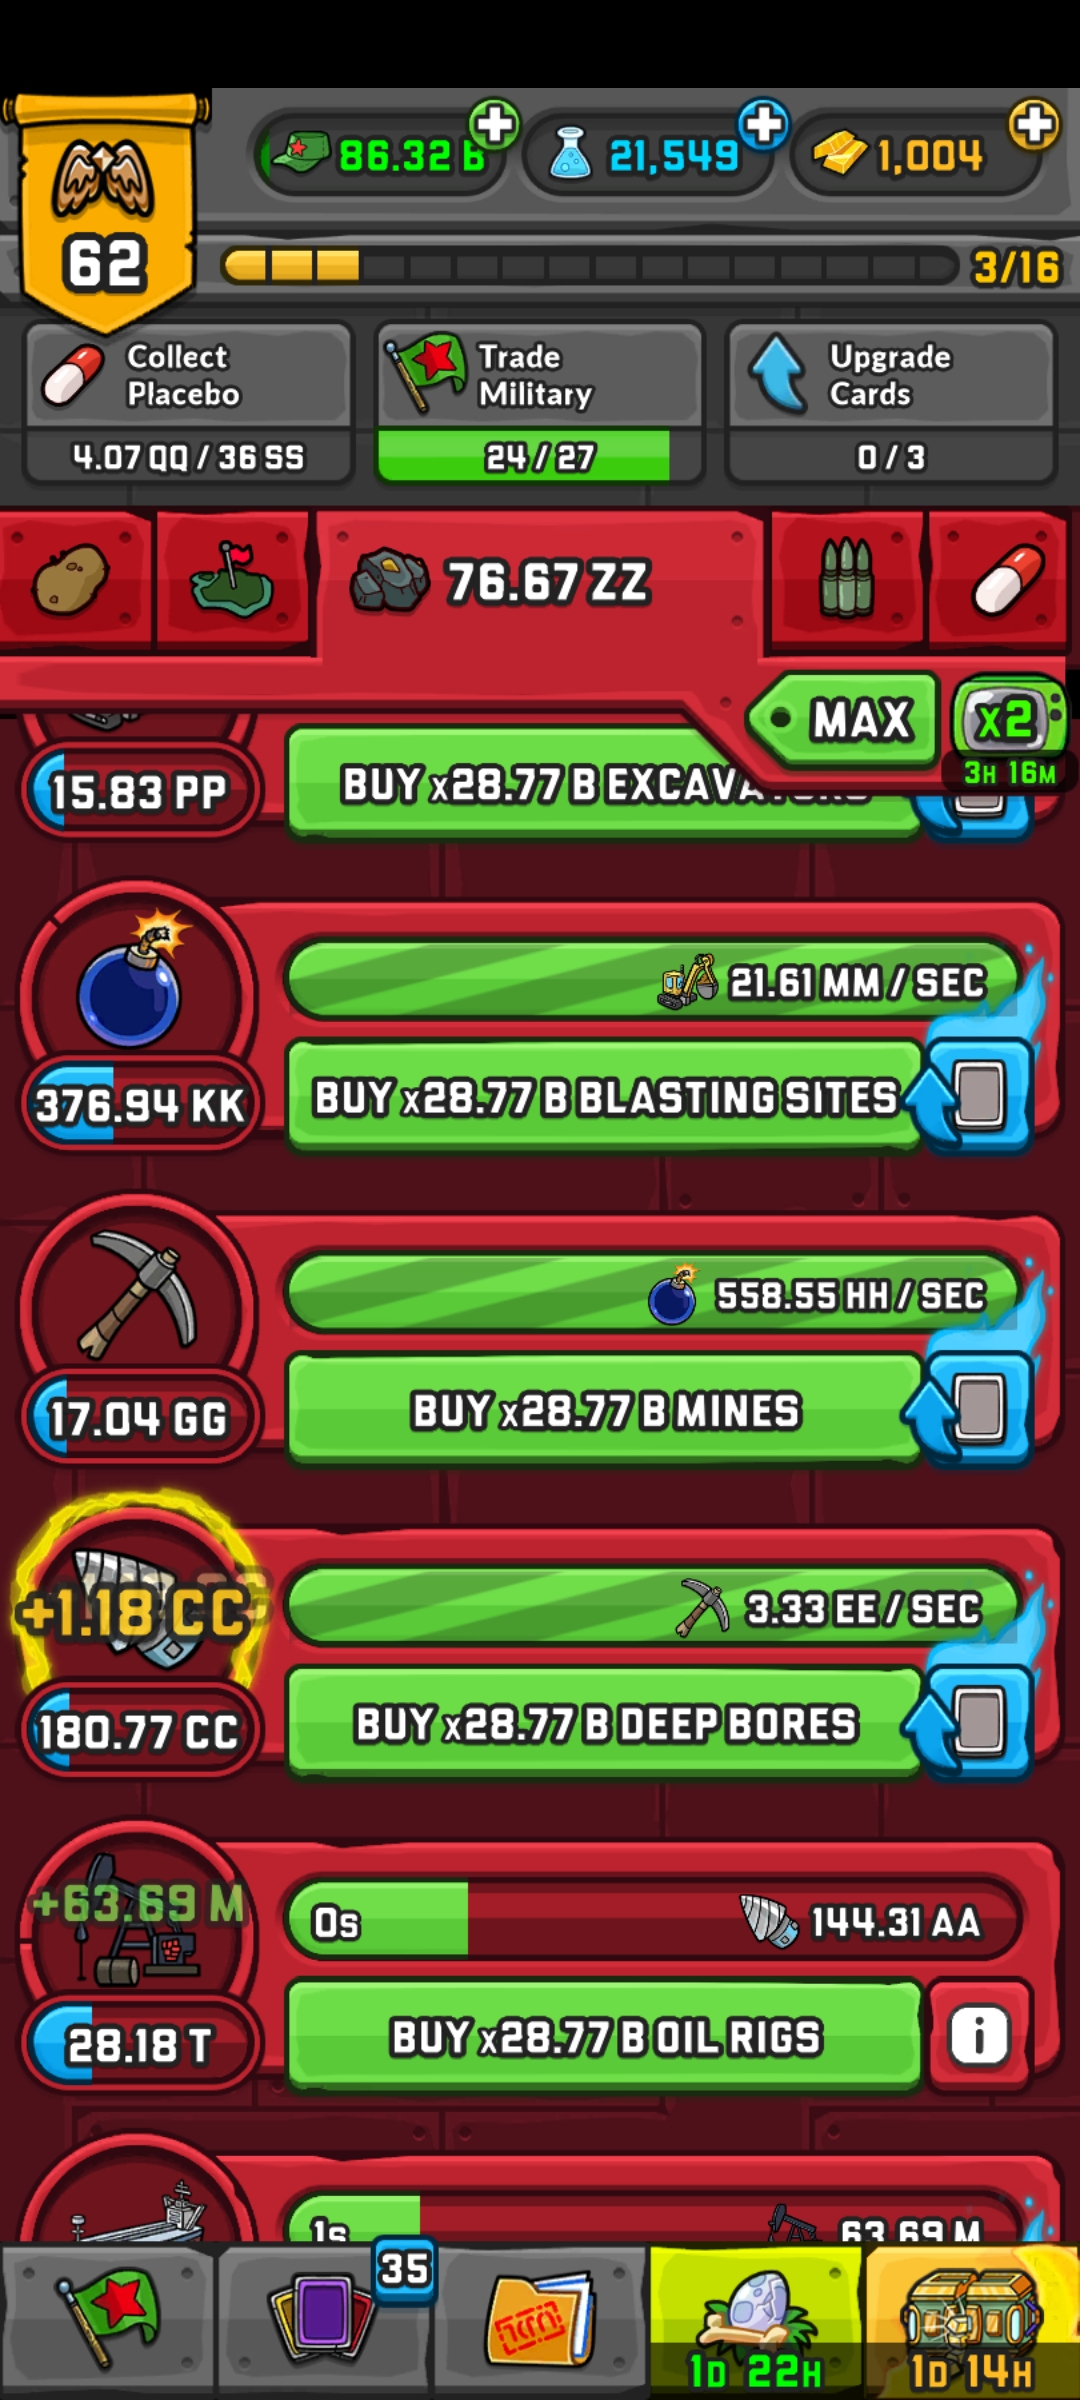 86.32 B
21,549
1,004
62
3/16
Collect
Placebo
4.07 QQ / 36 SS
Trade
Military
24 / 27
Upgrade
Cards
0 / 3
76.67 ZZ
MAX
x2
3H 16M
15.83 PP
BUY x28.77 B EXCAVATORS
21.61 MM / SEC
376.94 KK
BUY x28.77 B BLASTING SITES
558.55 HH / SEC
17.04 GG
BUY x28.77 B MINES
+1.18 CC
3.33 EE / SEC
180.77 CC
BUY x28.77 B DEEP BORES
+63.69 M
0s
144.31 AA
28.18 T
BUY x28.77 B OIL RIGS
i
1s
63.69 M
35
1D 22H
1D 14H